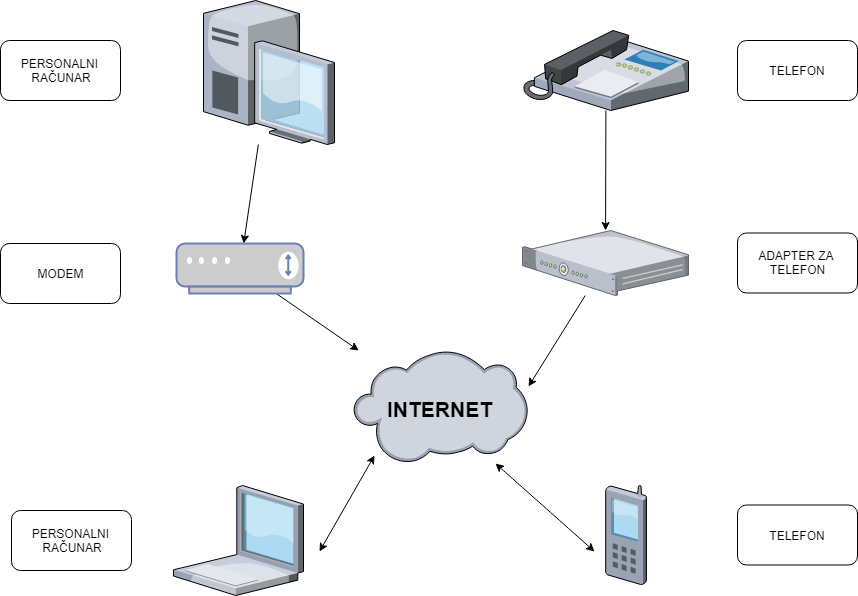 PERSONALNI
RAČUNAR
TELEFON
MODEM
ADAPTER ZA
TELEFON
INTERNET
PERSONALNI
RAČUNAR
TELEFON